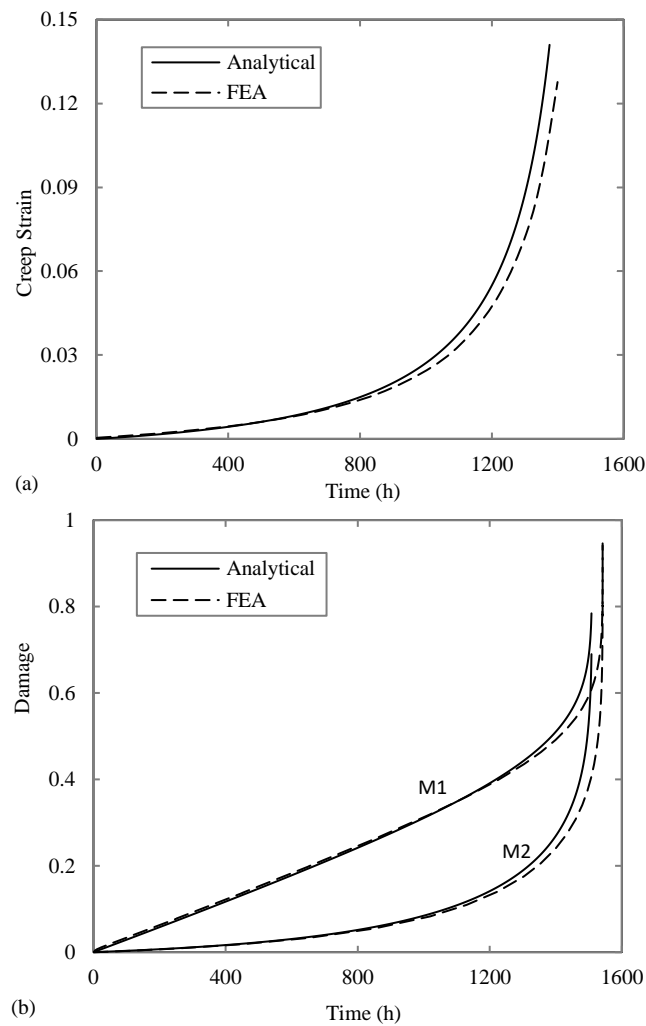 0.15
Analytical
FEA
0.12
0.09
Creep Strain
0.06
0.03
0
0 400 800 1200 1600
(a)
Time (h)
1
Analytical
FEA
0.8
0.6
Damage
M1
0.4
M2
0.2
0
0 400 800 1200 1600
(b)
Time (h)